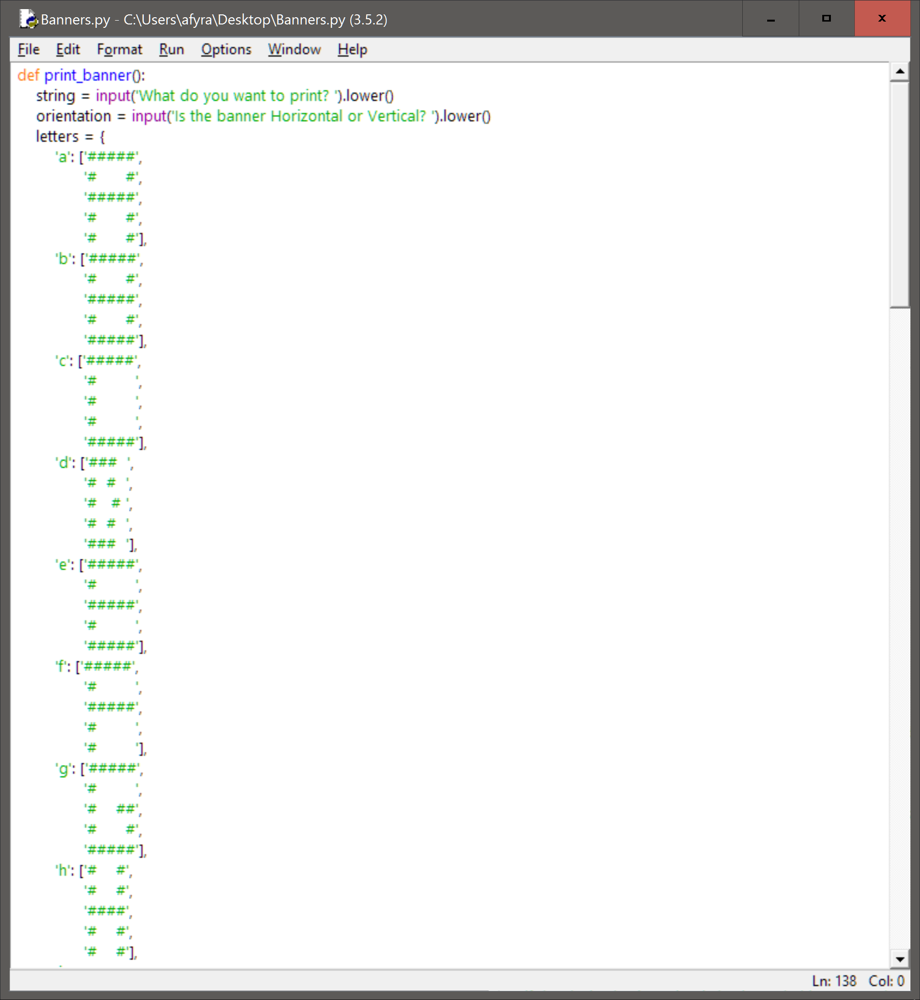 Banners.py - C:\Users\afyra\Desktop\Banners.py (3.5.2)
File Edit Format Run Options Window Help
def print_banner():
    string = input('What do you want to print? ').lower()
    orientation = input('Is the banner Horizontal or Vertical? ').lower()
    letters = {
        'a': ['#####',
              '#   #',
              '#####',
              '#   #',
              '#   #'],
        'b': ['#####',
              '#   #',
              '#####',
              '#   #',
              '#####'],
        'c': ['#####',
              '#    ',
              '#    ',
              '#    ',
              '#####'],
        'd': ['###  ',
              '# #  ',
              '#  # ',
              '# #  ',
              '###  '],
        'e': ['#####',
              '#    ',
              '#####',
              '#    ',
              '#####'],
        'f': ['#####',
              '#    ',
              '#####',
              '#    ',
              '#    '],
        'g': ['#####',
              '#    ',
              '#  ##',
              '#   #',
              '#####'],
        'h': ['#  #',
              '#  #',
              '####',
              '#  #',
              '#  #'],
Ln: 138 Col: 0